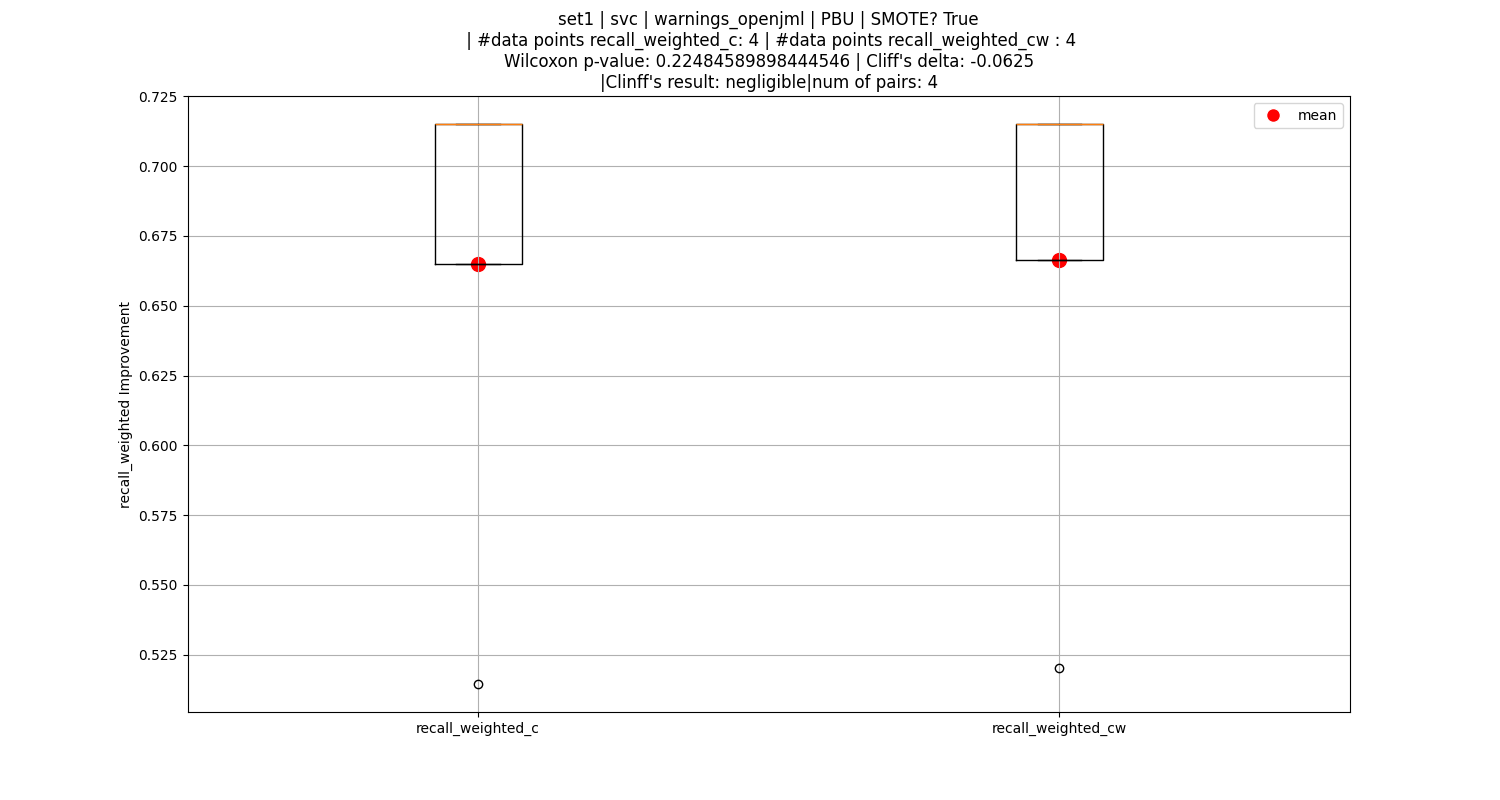 set1 | svc | warnings_openjml | PBU | SMOTE? True
| #data points recall_weighted_c: 4 | #data points recall_weighted_cw : 4
Wilcoxon p-value: 0.22484589898444546 | Cliff's delta: -0.0625
|Clinff's result: negligible|num of pairs: 4
mean
recall_weighted Improvement
0.725
0.700
0.675
0.650
0.625
0.600
0.575
0.550
0.525
recall_weighted_c
recall_weighted_cw